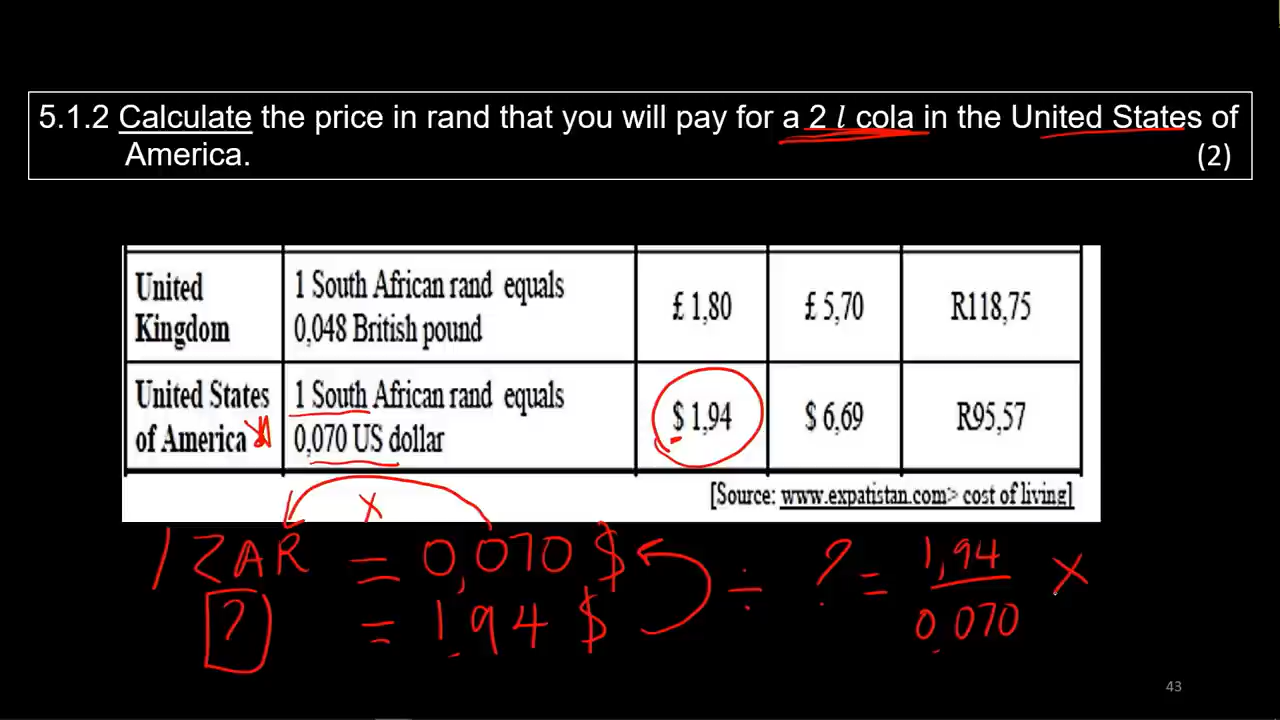 5.1.2 Calculate the price in rand that you will pay for a 2 l cola in the United States of
America. (2)
United Kingdom 1 South African rand equals 0,048 British pound £ 1,80 £ 5,70 R118,75
United States of America 1 South African rand equals 0,070 US dollar $ 1,94 $ 6,69 R95,57
[Source: www.expatistan.com> cost of living]
x
1 ZAR = 0,070 $
? = 1,94 $
÷ ? = 1,94 / 0,070 x
43